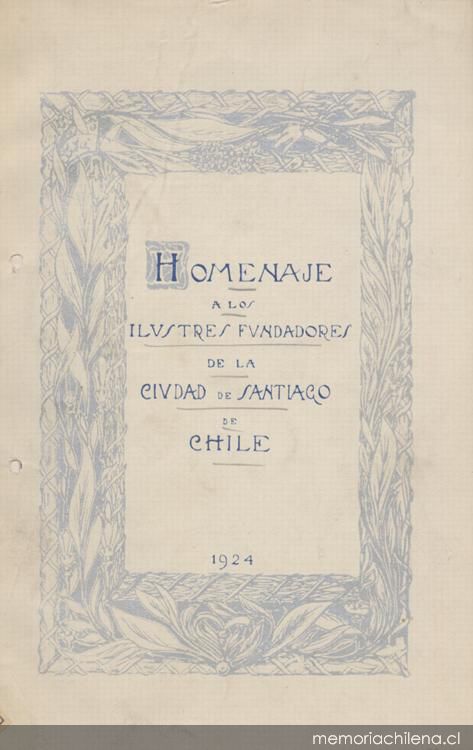 HOMENAJE
A LOS
ILVSTRES FVNDADORES
DE LA
CIVDAD DE SANTIAGO
DE
CHILE
1924
memoriachilena.cl